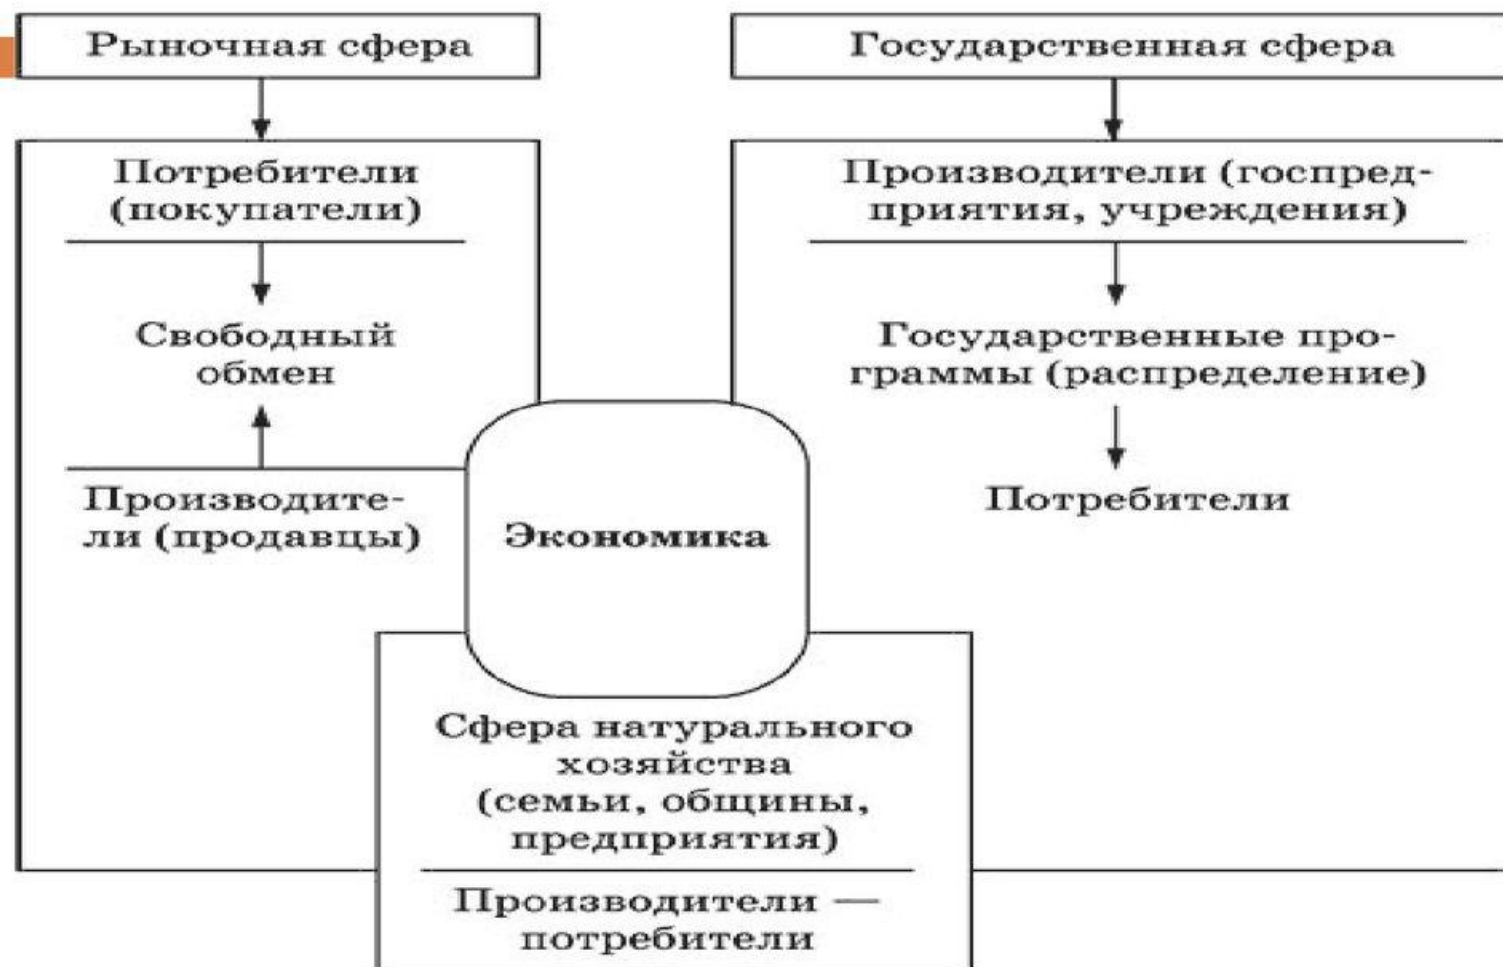 Рыночная сфера
Потребители
(покупатели)
Свободный
обмен
Производите-
ли (продавцы)
Государственная сфера
Производители (госпред-
приятия, учреждения)
Государственные про-
граммы (распределение)
Потребители
Экономика
Сфера натурального
хозяйства
(семьи, общины,
предприятия)
Производители —
потребители